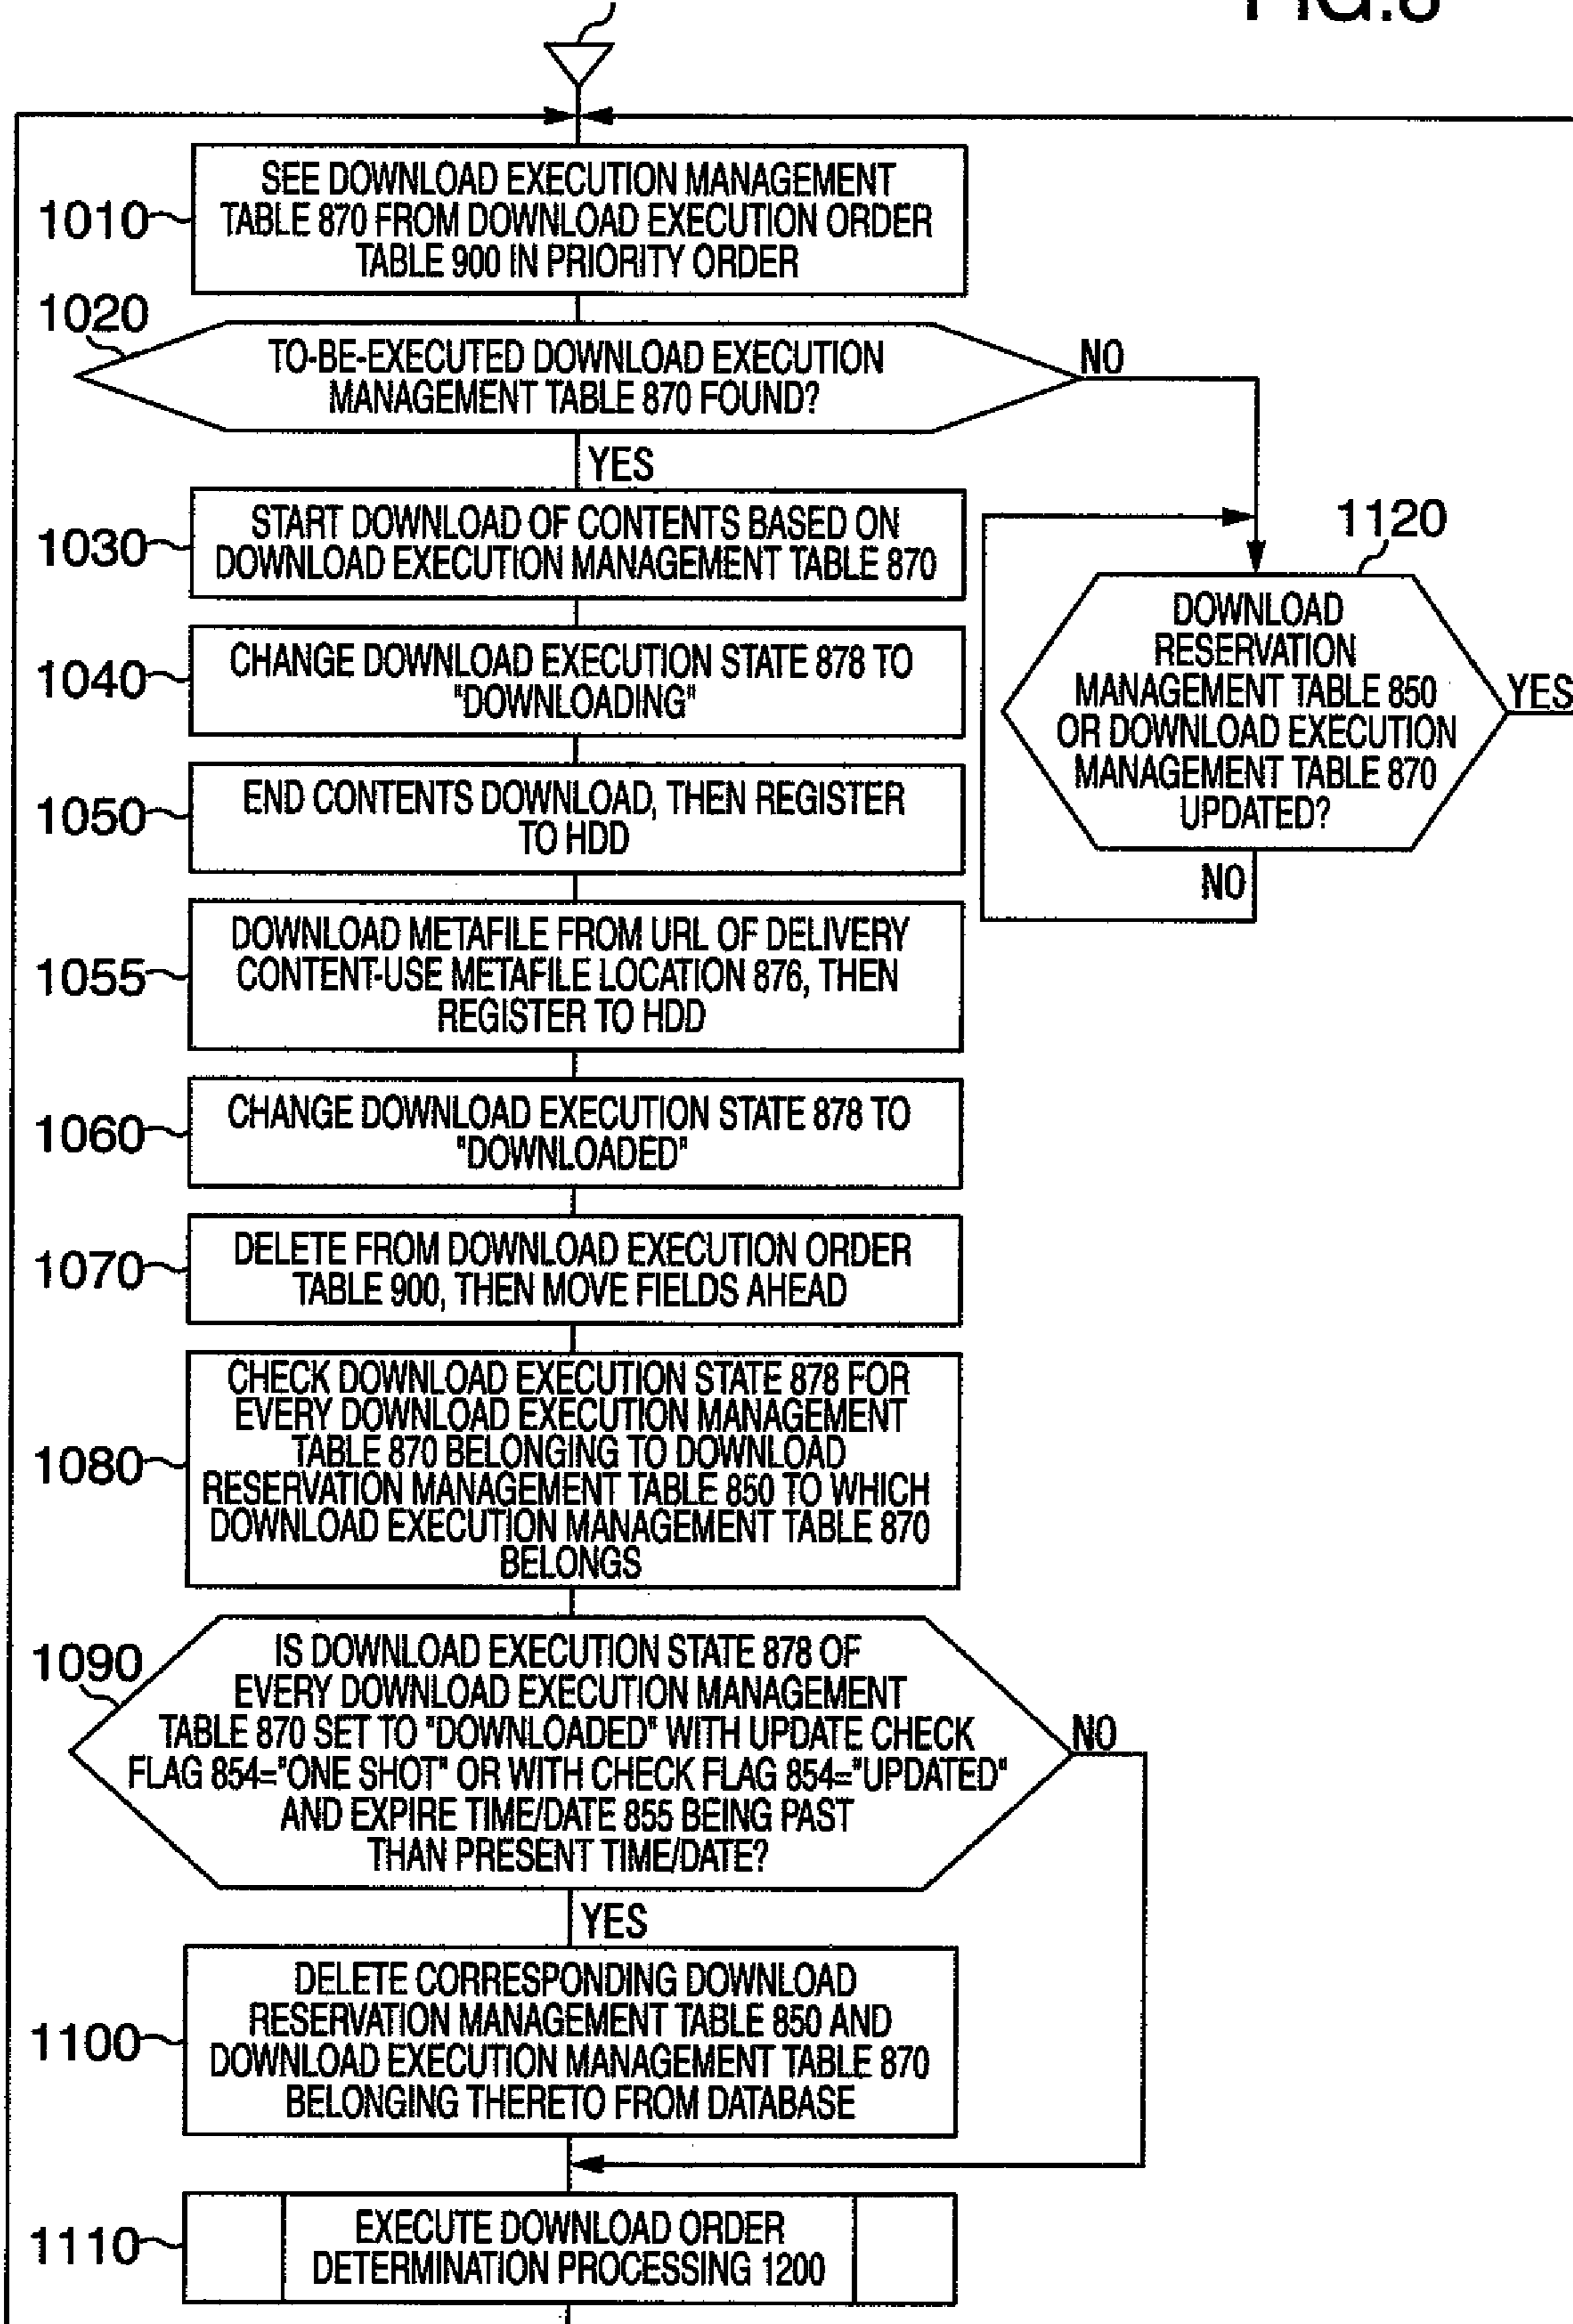 1010
SEE DOWNLOAD EXECUTION MANAGEMENT
TABLE 870 FROM DOWNLOAD EXECUTION ORDER
TABLE 900 IN PRIORITY ORDER
1020
TO-BE-EXECUTED DOWNLOAD EXECUTION
MANAGEMENT TABLE 870 FOUND?
NO
YES
1030
START DOWNLOAD OF CONTENTS BASED ON
DOWNLOAD EXECUTION MANAGEMENT TABLE 870
1120
DOWNLOAD
RESERVATION
MANAGEMENT TABLE 850
OR DOWNLOAD EXECUTION
MANAGEMENT TABLE 870
UPDATED?
YES
NO
1040
CHANGE DOWNLOAD EXECUTION STATE 878 TO
"DOWNLOADING"
1050
END CONTENTS DOWNLOAD, THEN REGISTER
TO HDD
1055
DOWNLOAD METAFILE FROM URL OF DELIVERY
CONTENT-USE METAFILE LOCATION 876, THEN
REGISTER TO HDD
1060
CHANGE DOWNLOAD EXECUTION STATE 878 TO
"DOWNLOADED"
1070
DELETE FROM DOWNLOAD EXECUTION ORDER
TABLE 900, THEN MOVE FIELDS AHEAD
1080
CHECK DOWNLOAD EXECUTION STATE 878 FOR
EVERY DOWNLOAD EXECUTION MANAGEMENT
TABLE 870 BELONGING TO DOWNLOAD
RESERVATION MANAGEMENT TABLE 850 TO WHICH
DOWNLOAD EXECUTION MANAGEMENT TABLE 870
BELONGS
1090
IS DOWNLOAD EXECUTION STATE 878 OF
EVERY DOWNLOAD EXECUTION MANAGEMENT
TABLE 870 SET TO "DOWNLOADED" WITH UPDATE CHECK
FLAG 854="ONE SHOT" OR WITH CHECK FLAG 854="UPDATED"
AND EXPIRE TIME/DATE 855 BEING PAST
THAN PRESENT TIME/DATE?
NO
YES
1100
DELETE CORRESPONDING DOWNLOAD
RESERVATION MANAGEMENT TABLE 850 AND
DOWNLOAD EXECUTION MANAGEMENT TABLE 870
BELONGING THERETO FROM DATABASE
1110
EXECUTE DOWNLOAD ORDER
DETERMINATION PROCESSING 1200